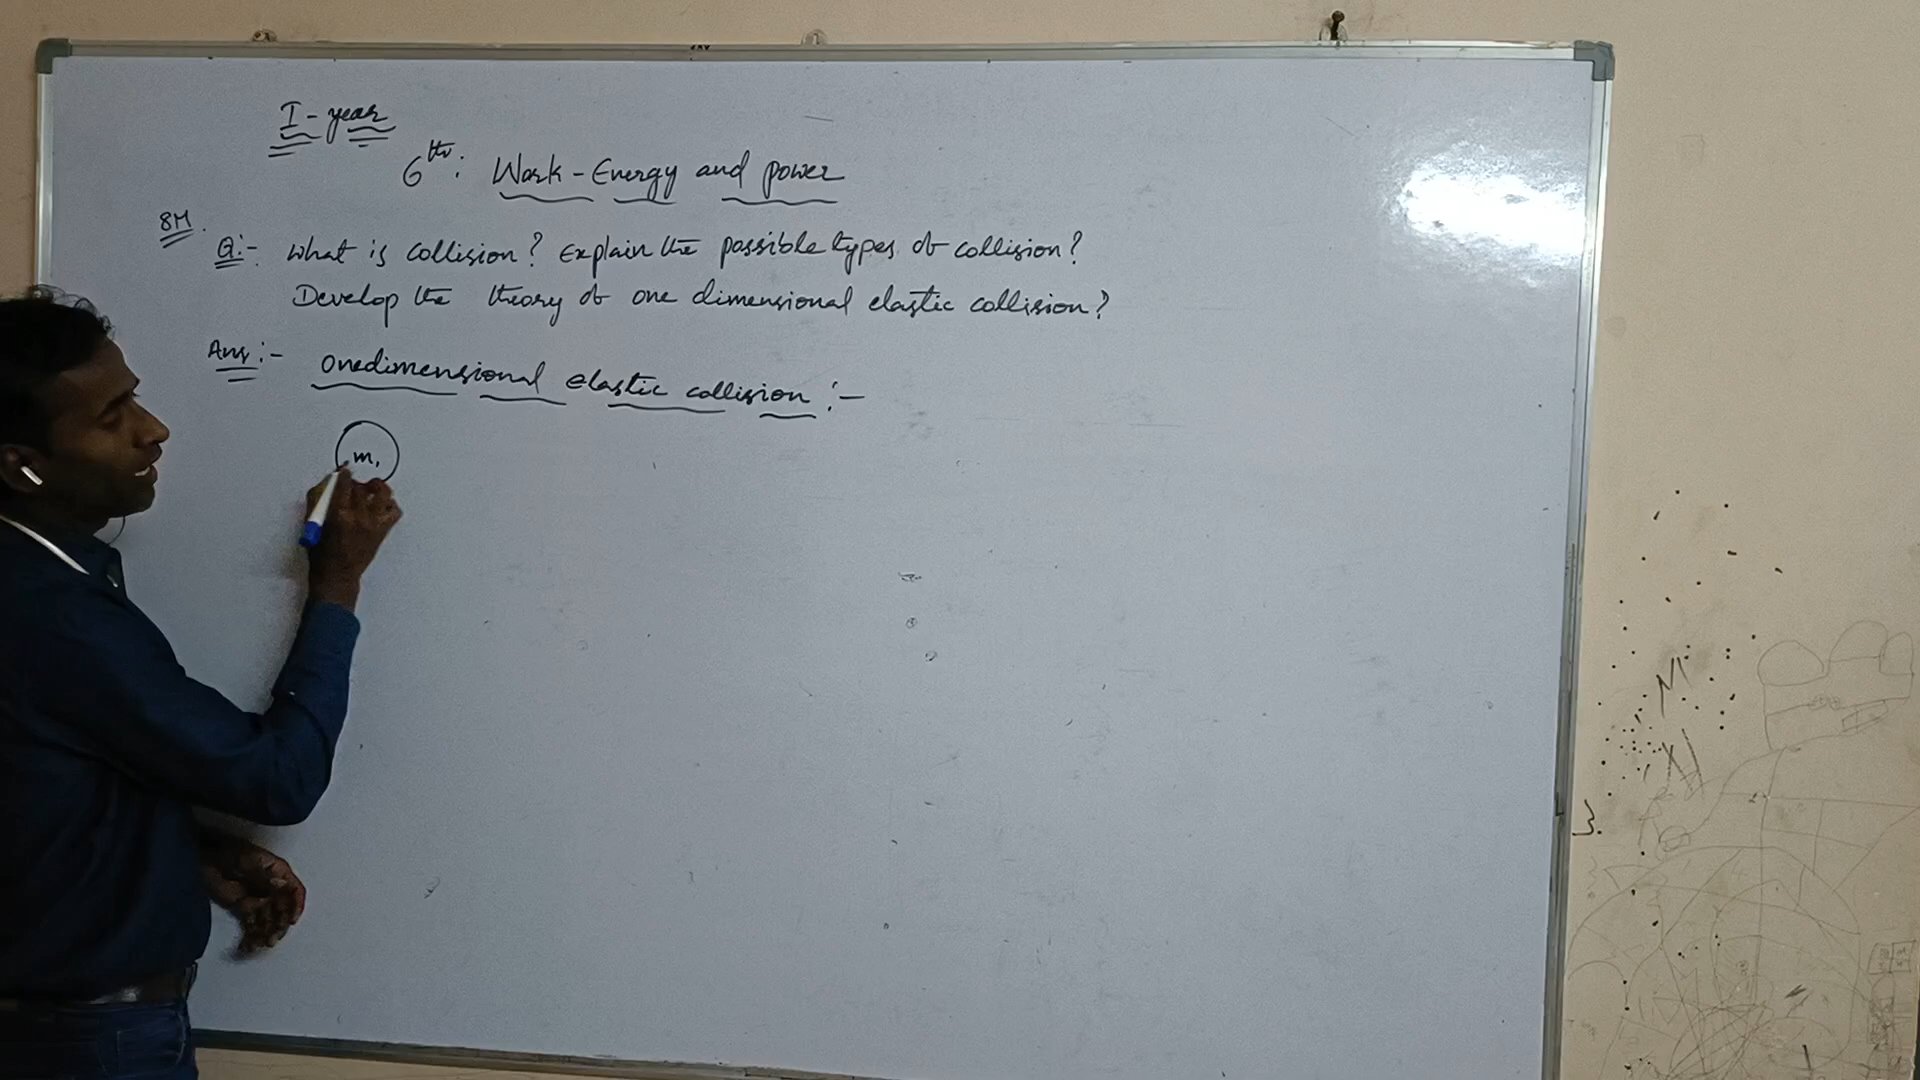 I - year
6th: Work - Energy and power
8M.
Q:- What is collision? Explain the possible types of collision?
Develop the theory of one dimensional elastic collision?
Ans:- onedimensional elastic collision :-
m1